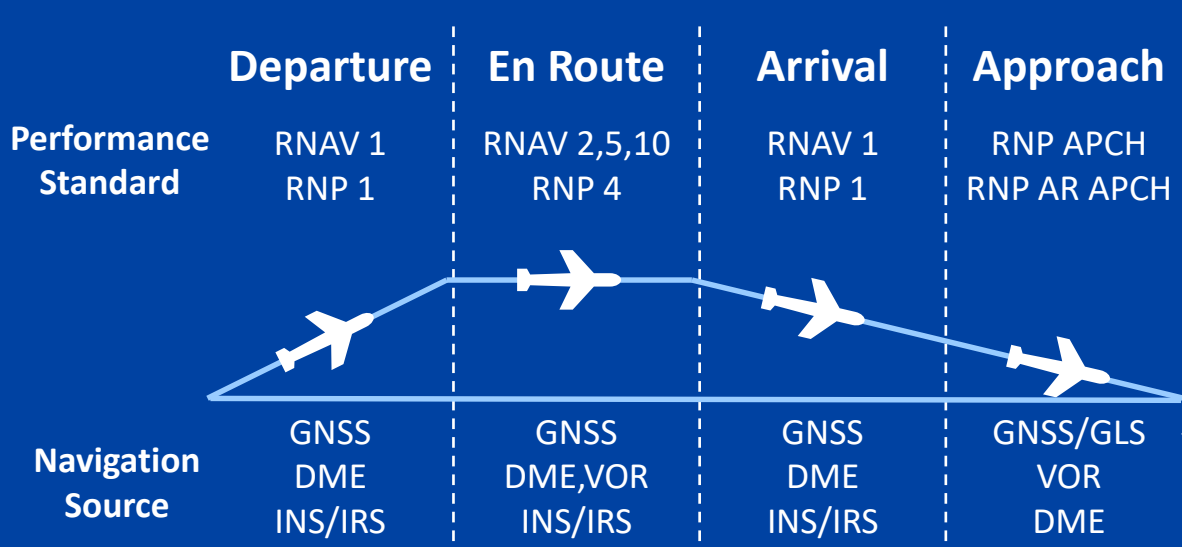 Departure En Route Arrival Approach
Performance Standard
RNAV 1 RNAV 2,5,10 RNAV 1 RNP APCH
RNP 1 RNP 4 RNP 1 RNP AR APCH
Navigation Source
GNSS GNSS GNSS GNSS/GLS
DME DME,VOR DME VOR
INS/IRS INS/IRS INS/IRS DME